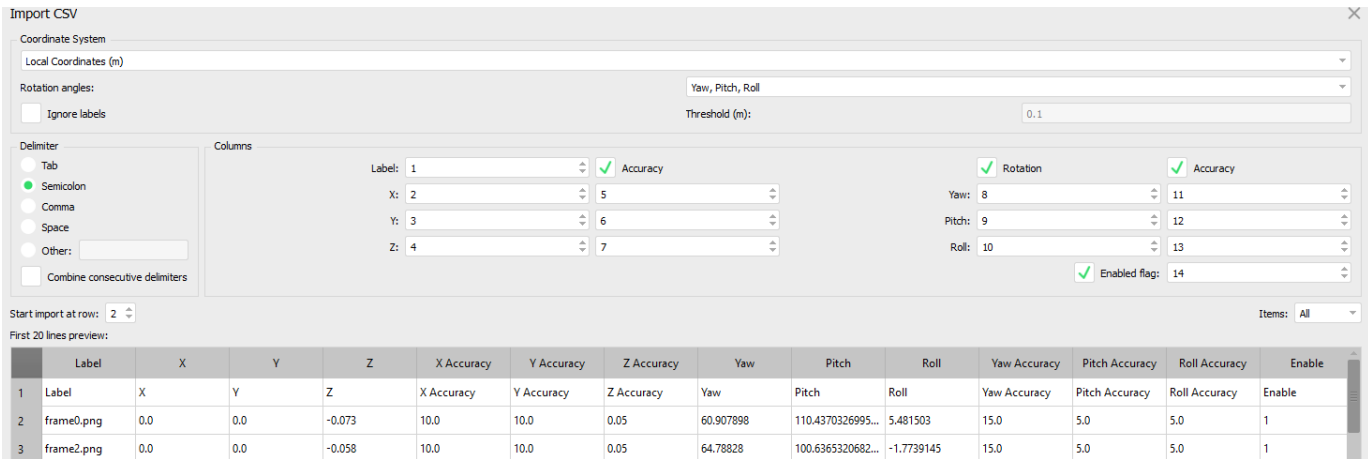 Import CSV
Coordinate System
Local Coordinates (m)
Rotation angles: Yaw, Pitch, Roll
Ignore labels Threshold (m): 0.1
Delimiter Columns
Tab Label: 1 Accuracy Rotation Accuracy
Semicolon X: 2 5 Yaw: 8 11
Comma Y: 3 6 Pitch: 9 12
Space Z: 4 7 Roll: 10 13
Other:
Combine consecutive delimiters Enabled flag: 14
Start import at row: 2 Items: All
First 20 lines preview:
Label X Y Z X Accuracy Y Accuracy Z Accuracy Yaw Pitch Roll Yaw Accuracy Pitch Accuracy Roll Accuracy Enable
1 Label X Y Z X Accuracy Y Accuracy Z Accuracy Yaw Pitch Roll Yaw Accuracy Pitch Accuracy Roll Accuracy Enable
2 frame0.png 0.0 0.0 -0.073 10.0 10.0 0.05 60.907898 110.4370326995... 5.481503 15.0 5.0 5.0 1
3 frame2.png 0.0 0.0 -0.058 10.0 10.0 0.05 64.78828 100.6365320682... -1.7739145 15.0 5.0 5.0 1